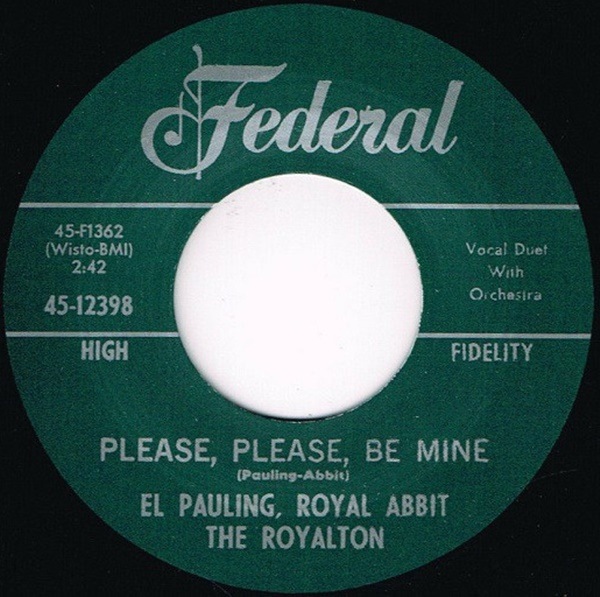 Federal
45-F1362
(Wisto-BMI)
2:42
45-12398
Vocal Duet
With
Orchestra
HIGH FIDELITY
PLEASE, PLEASE, BE MINE
(Pauling-Abbit)
EL PAULING, ROYAL ABBIT
THE ROYALTON